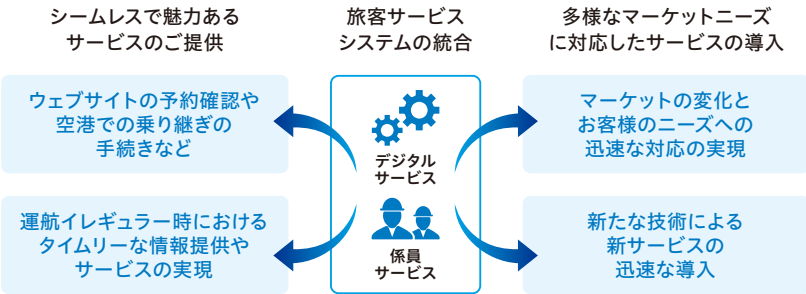 シームレスで魅力ある
サービスのご提供
旅客サービス
システムの統合
多様なマーケットニーズ
に対応したサービスの導入
ウェブサイトの予約確認や
空港での乗り継ぎの
手続きなど
運航イレギュラー時における
タイムリーな情報提供や
サービスの実現
デジタル
サービス
係員
サービス
マーケットの変化と
お客様のニーズへの
迅速な対応の実現
新たな技術による
新サービスの
迅速な導入